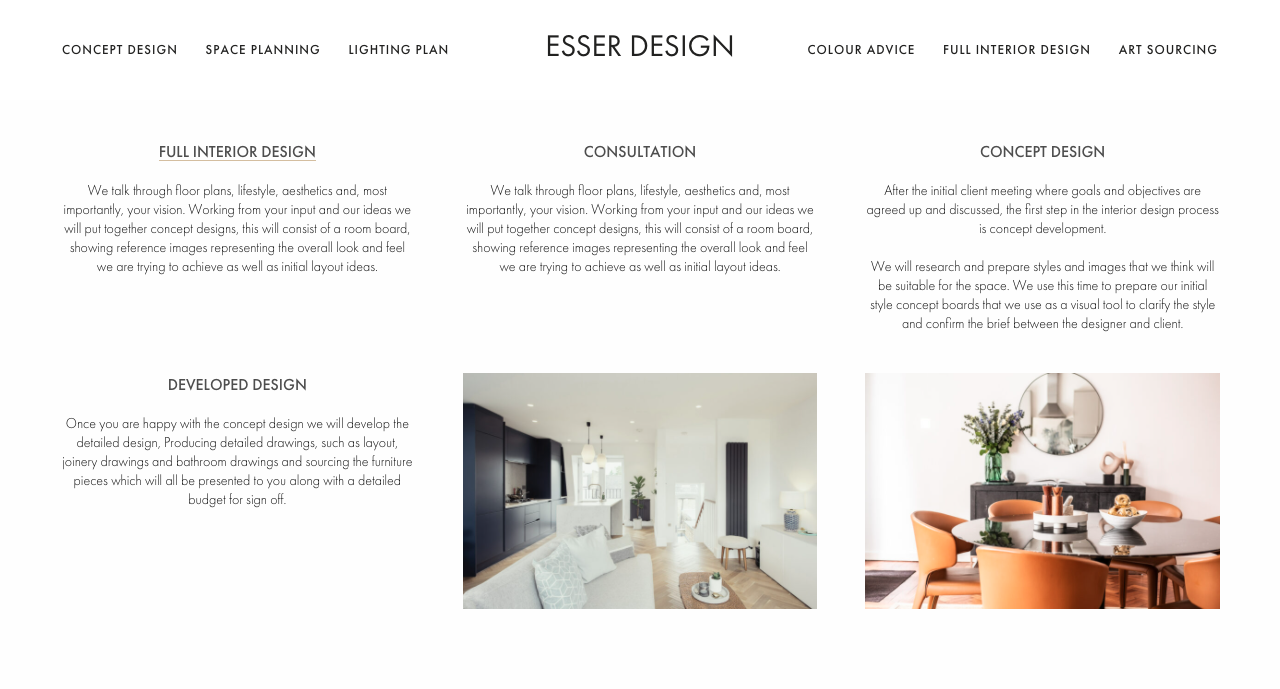 CONCEPT DESIGN SPACE PLANNING LIGHTING PLAN ESSER DESIGN COLOUR ADVICE FULL INTERIOR DESIGN ART SOURCING
FULL INTERIOR DESIGN
We talk through floor plans, lifestyle, aesthetics and, most
importantly, your vision. Working from your input and our ideas we
will put together concept designs, this will consist of a room board,
showing reference images representing the overall look and feel
we are trying to achieve as well as initial layout ideas.
CONSULTATION
We talk through floor plans, lifestyle, aesthetics and, most
importantly, your vision. Working from your input and our ideas we
will put together concept designs, this will consist of a room board,
showing reference images representing the overall look and feel
we are trying to achieve as well as initial layout ideas.
CONCEPT DESIGN
After the initial client meeting where goals and objectives are
agreed up and discussed, the first step in the interior design process
is concept development.
We will research and prepare styles and images that we think will
be suitable for the space. We use this time to prepare our initial
style concept boards that we use as a visual tool to clarify the style
and confirm the brief between the designer and client.
DEVELOPED DESIGN
Once you are happy with the concept design we will develop the
detailed design, Producing detailed drawings, such as layout,
joinery drawings and bathroom drawings and sourcing the furniture
pieces which will all be presented to you along with a detailed
budget for sign off.